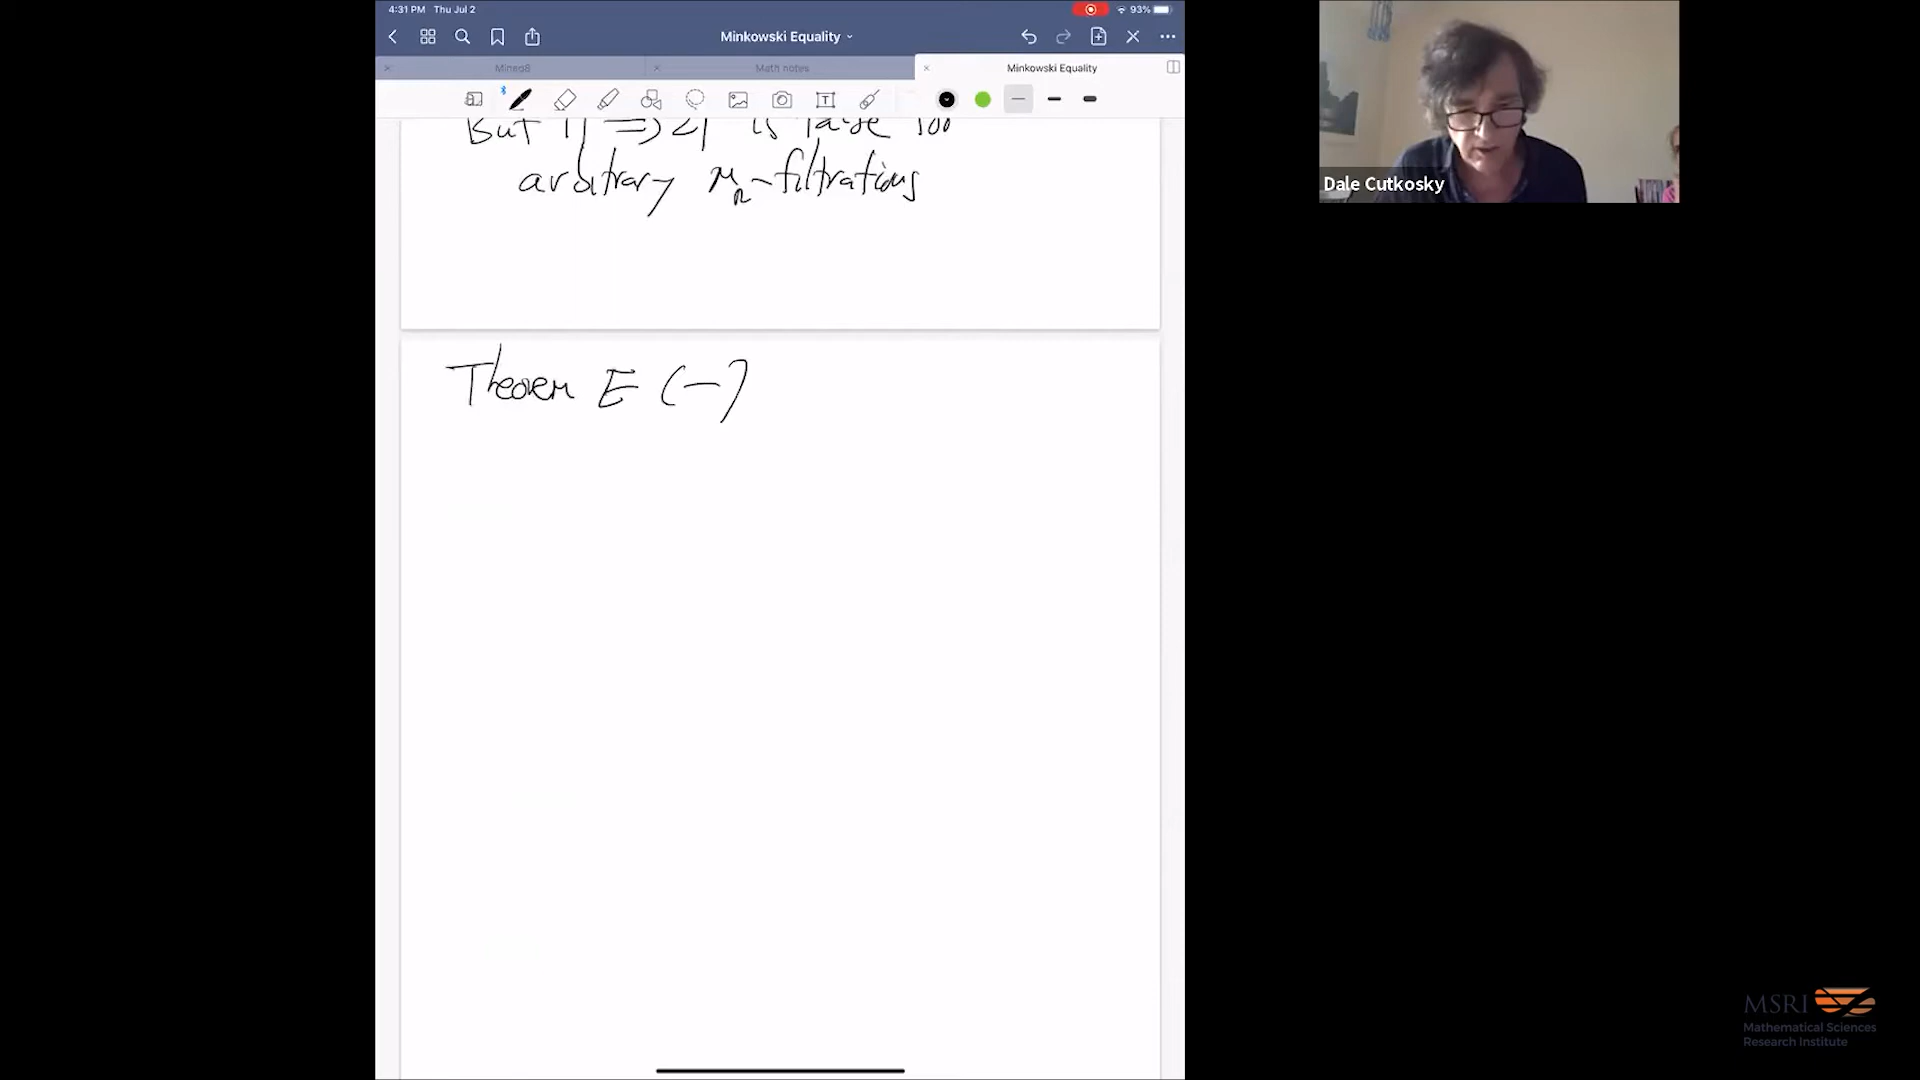 4:31 PM Thu Jul 2
93%
Minkowski Equality
Mineo8
Math notes
Minkowski Equality
But 1) => 2) is false for
arbitrary m_R-filtrations
Theorem E (—)
Dale Cutkosky
MSRI
Mathematical Sciences
Research Institute